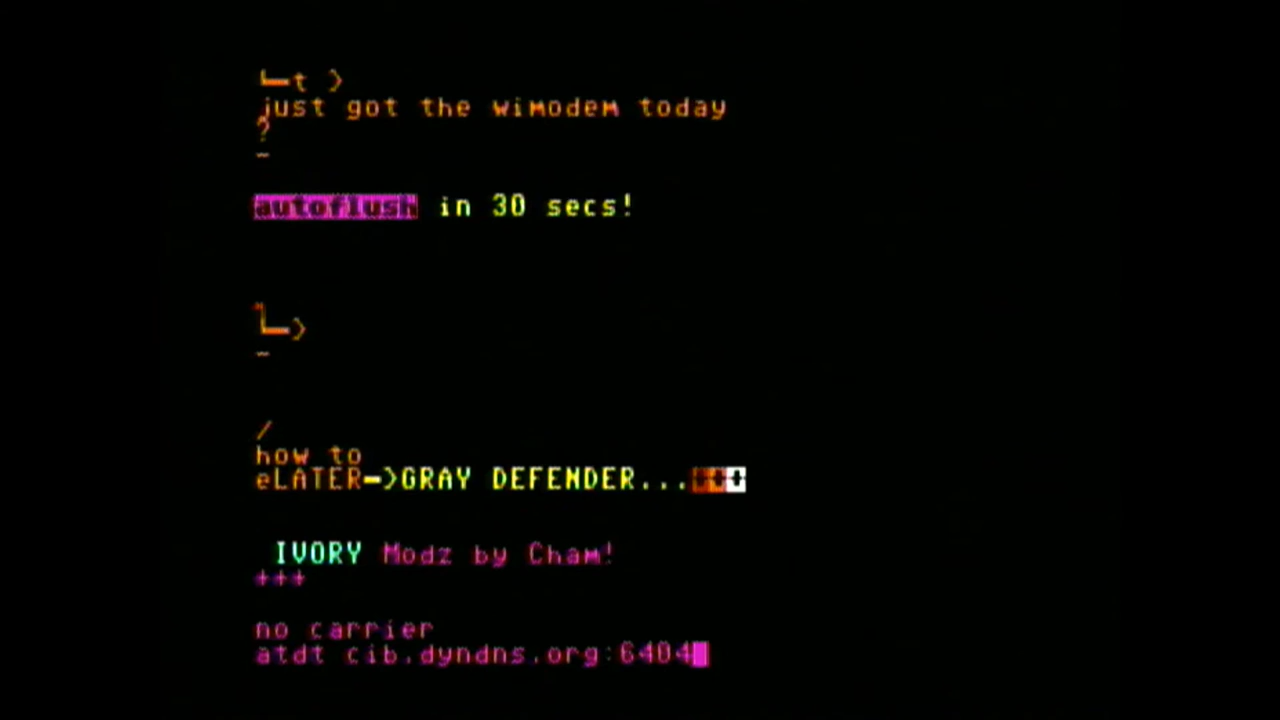 t >
just got the wimodem today
?
~
autoflush in 30 secs!
>
~
/
how to
eLATER->GRAY DEFENDER...+++
IVORY Modz by Cham!
+++
no carrier
atdt cib.dyndns.org:6404